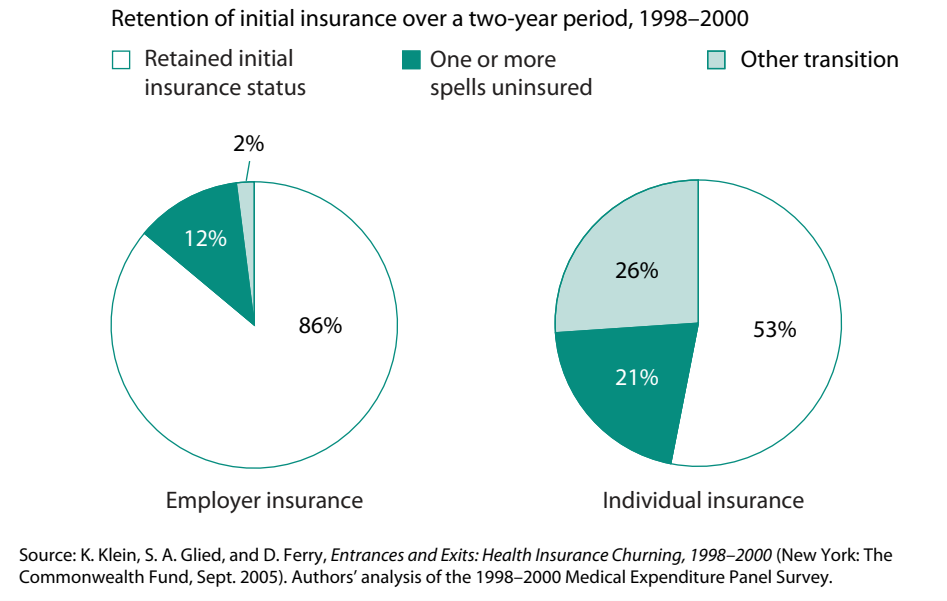 Retention of initial insurance over a two-year period, 1998–2000
Retained initial
insurance status
One or more
spells uninsured
Other transition
2%
12%
86%
26%
53%
21%
Employer insurance
Individual insurance
Source: K. Klein, S. A. Glied, and D. Ferry, Entrances and Exits: Health Insurance Churning, 1998–2000 (New York: The
Commonwealth Fund, Sept. 2005). Authors’ analysis of the 1998–2000 Medical Expenditure Panel Survey.